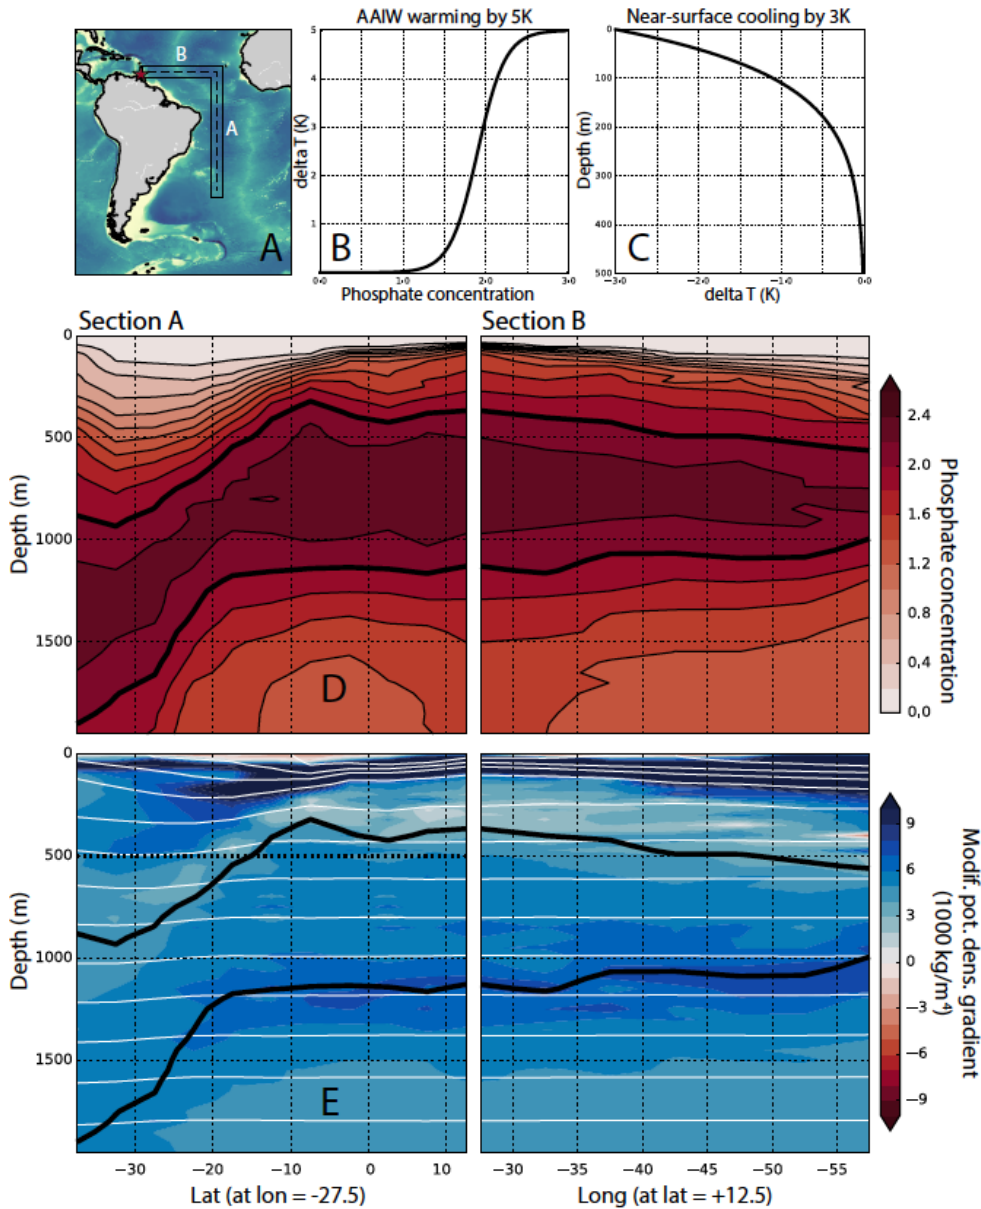 AAIW warming by 5K
Near-surface cooling by 3K
B
A
A
5
4
3
2
1
delta T (K)
B
0.0
1.0
2.0
3.0
Phosphate concentration
0
100
200
300
400
500
Depth (m)
C
−3.0
−2.0
−1.0
0.0
delta T (K)
Section A
Section B
0
500
1000
1500
Depth (m)
D
2.4
2.0
1.6
1.2
0.8
0.4
0,0
Phosphate concentration
0
500
1000
1500
Depth (m)
E
9
6
3
0
−3
−6
−9
Modif. pot. dens. gradient
(1000 kg/m⁴)
−30
−20
−10
0
10
−30
−35
−40
−45
−50
−55
Lat (at lon = -27.5)
Long (at lat = +12.5)